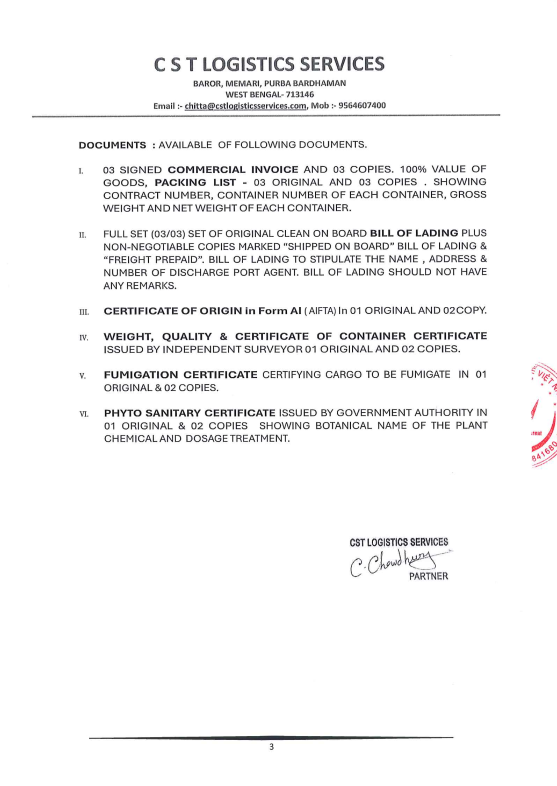 C S T LOGISTICS SERVICES
BAROR, MEMARI, PURBA BARDHAMAN
WEST BENGAL- 713146
Email :- chitta@cstlogisticsservices.com, Mob :- 9564607400
DOCUMENTS : AVAILABLE OF FOLLOWING DOCUMENTS.
I. 03 SIGNED COMMERCIAL INVOICE AND 03 COPIES. 100% VALUE OF
GOODS, PACKING LIST - 03 ORIGINAL AND 03 COPIES . SHOWING
CONTRACT NUMBER, CONTAINER NUMBER OF EACH CONTAINER, GROSS
WEIGHT AND NET WEIGHT OF EACH CONTAINER.
II. FULL SET (03/03) SET OF ORIGINAL CLEAN ON BOARD BILL OF LADING PLUS
NON-NEGOTIABLE COPIES MARKED “SHIPPED ON BOARD” BILL OF LADING &
“FREIGHT PREPAID”. BILL OF LADING TO STIPULATE THE NAME , ADDRESS &
NUMBER OF DISCHARGE PORT AGENT. BILL OF LADING SHOULD NOT HAVE
ANY REMARKS.
III. CERTIFICATE OF ORIGIN in Form AI ( AIFTA) In 01 ORIGINAL AND 02COPY.
IV. WEIGHT, QUALITY & CERTIFICATE OF CONTAINER CERTIFICATE
ISSUED BY INDEPENDENT SURVEYOR 01 ORIGINAL AND 02 COPIES.
V. FUMIGATION CERTIFICATE CERTIFYING CARGO TO BE FUMIGATE IN 01
ORIGINAL & 02 COPIES.
VI. PHYTO SANITARY CERTIFICATE ISSUED BY GOVERNMENT AUTHORITY IN
01 ORIGINAL & 02 COPIES SHOWING BOTANICAL NAME OF THE PLANT
CHEMICAL AND DOSAGE TREATMENT.
VIỆT N
841680
CST LOGISTICS SERVICES
C. Chowdhury
PARTNER
3